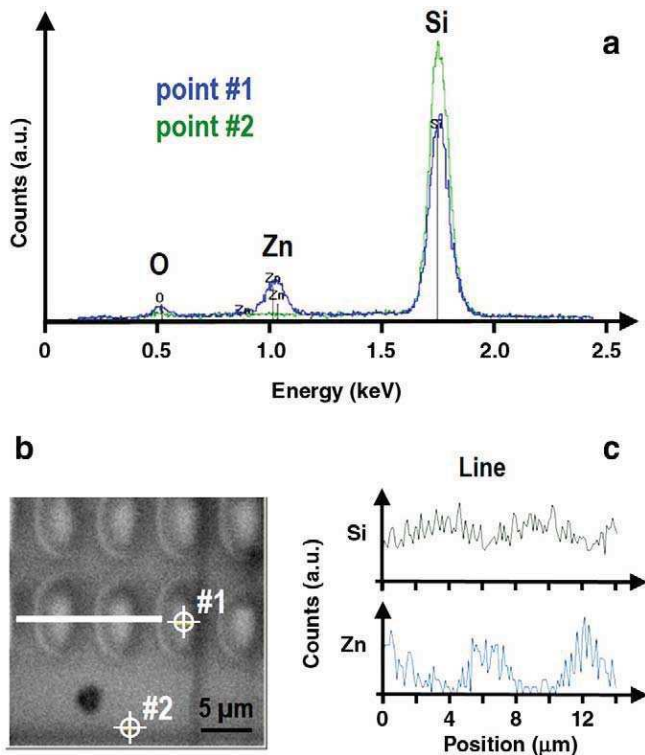 Si
a
point #1
point #2
Counts (a.u.)
Si
O
Zn
O
Zn
Zn
Zn
0
0.5
1.0
1.5
2.0
2.5
Energy (keV)
b
c
#1
#2
5 µm
Line
Si
Zn
Counts (a.u.)
0
4
8
12
Position (µm)